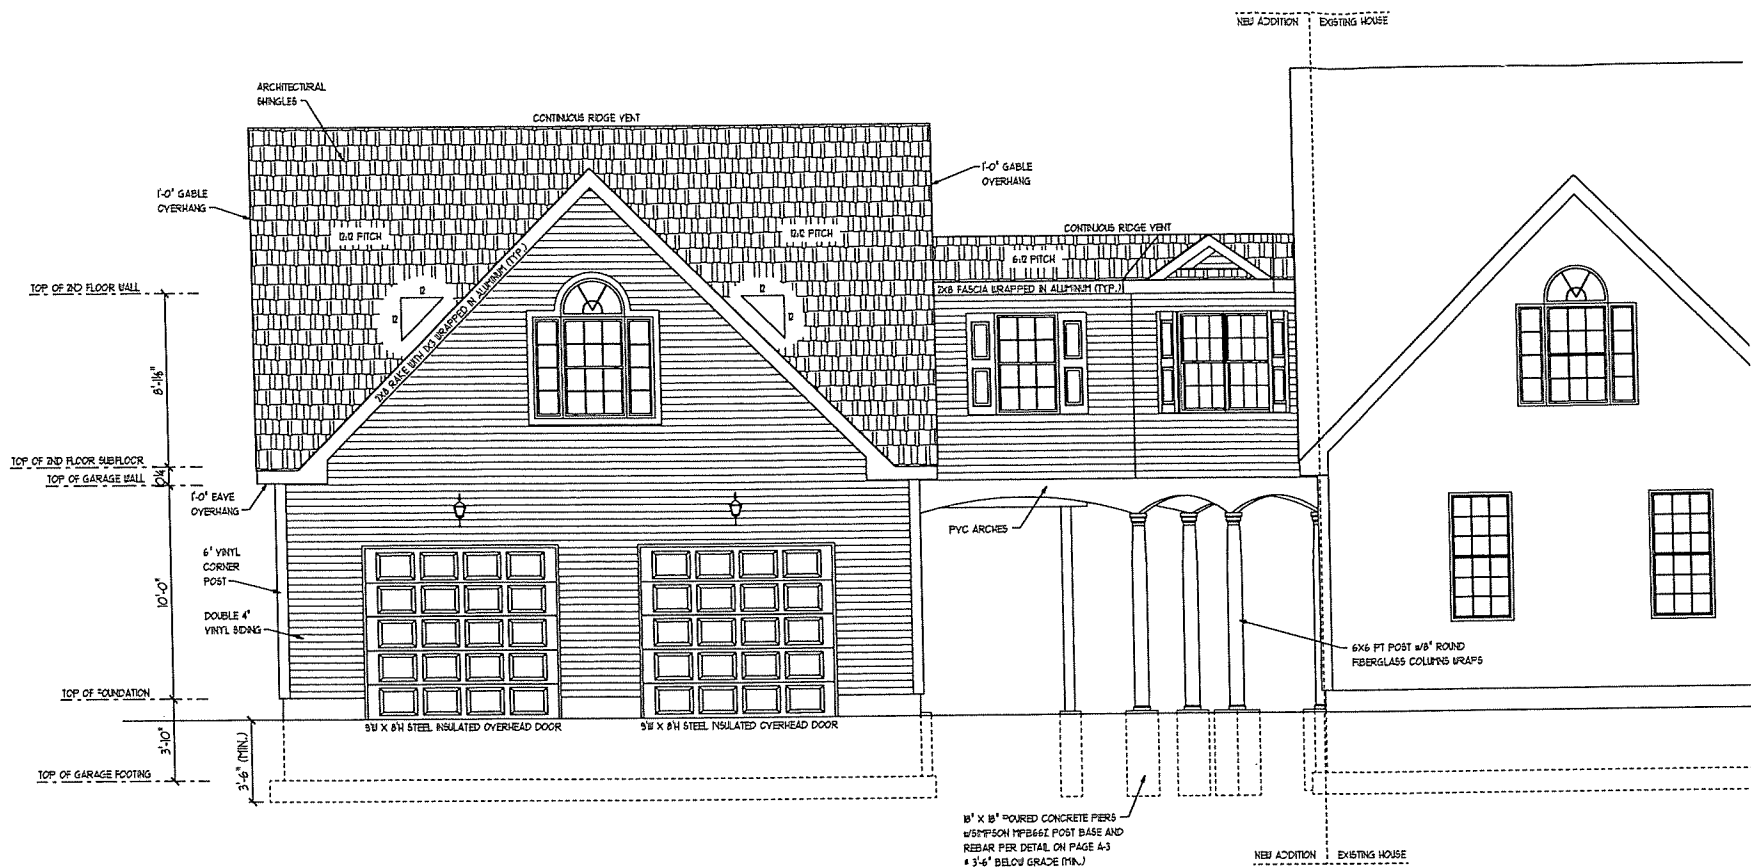 NEW ADDITION
EXISTING HOUSE
ARCHITECTURAL
SHINGLES
CONTINUOUS RIDGE VENT
1'-0" GABLE
OVERHANG
1'-0" GABLE
OVERHANG
12:12 PITCH
12:12 PITCH
CONTINUOUS RIDGE VENT
6:12 PITCH
TOP OF 2ND FLOOR WALL
12
12
12
12
2X8 RAKE WITH 1X3 WRAPPED IN ALUMINUM (TYP.)
2X8 FASCIA WRAPPED IN ALUMINUM (TYP.)
TOP OF 2ND FLOOR SUBFLOOR
TOP OF GARAGE WALL
1'-0" EAVE
OVERHANG
PVC ARCHES
6" VINYL
CORNER
POST
10'-0"
DOUBLE 4"
VINYL SIDING
6X6 PT POST w/8" ROUND
FIBERGLASS COLUMNS WRAPS
TOP OF FOUNDATION
9'W X 8'H STEEL INSULATED OVERHEAD DOOR
9'W X 8'H STEEL INSULATED OVERHEAD DOOR
3'-10"
3'-6" (MIN.)
TOP OF GARAGE FOOTING
18" X 18" POURED CONCRETE PIERS
w/SIMPSON MPB66Z POST BASE AND
REBAR PER DETAIL ON PAGE A-3
3'-6" BELOW GRADE (MIN.)
NEW ADDITION
EXISTING HOUSE